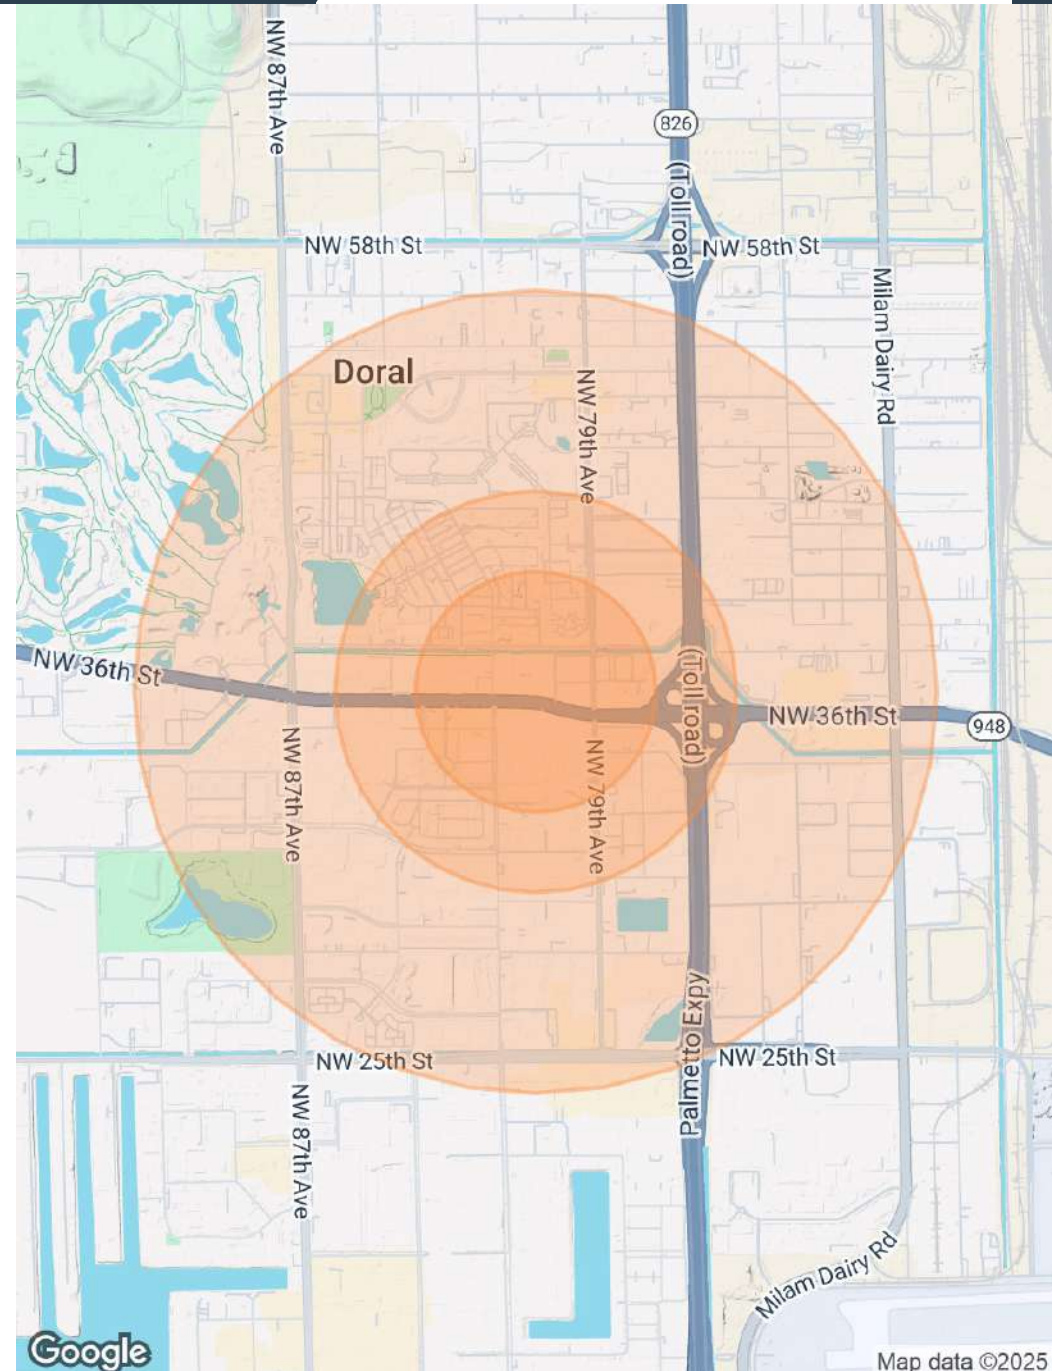 NW 87th Ave
826
(Toll road)
NW 58th St
NW 58th St
Milam Dairy Rd
Doral
NW 79th Ave
NW 36th St
(Toll road)
NW 36th St
948
NW 87th Ave
NW 79th Ave
Palmetto Expy
NW 25th St
NW 25th St
NW 87th Ave
Milam Dairy Rd
Google
Map data ©2025